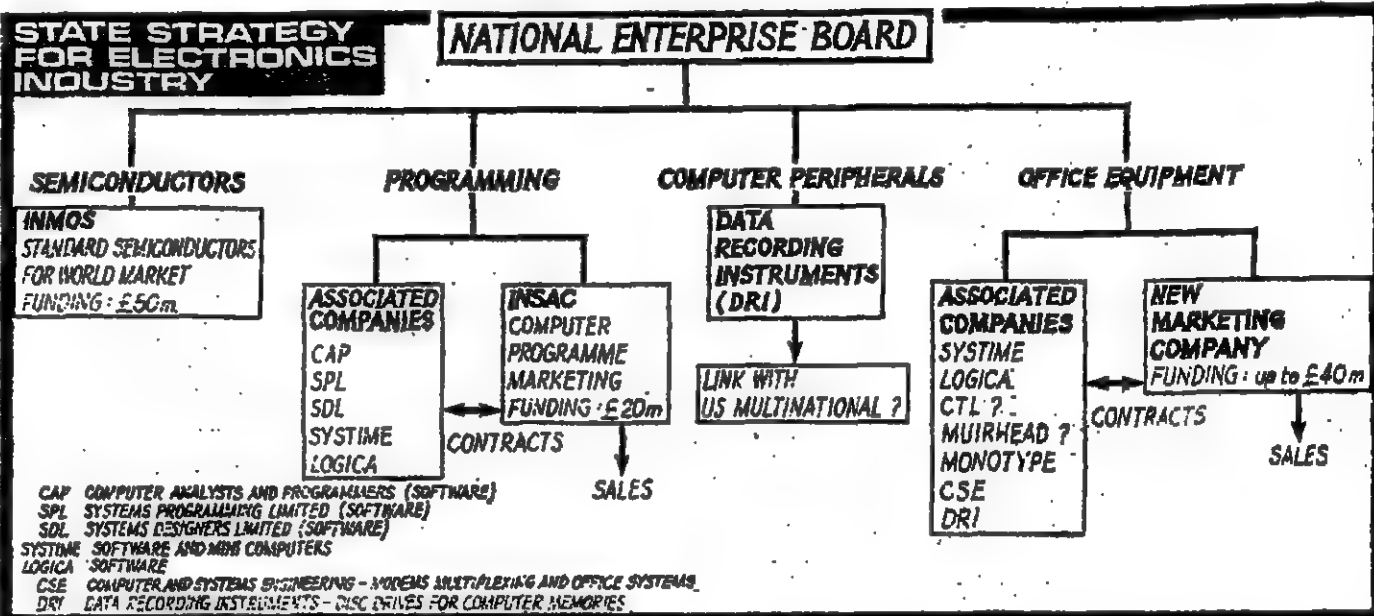 STATE STRATEGY
FOR ELECTRONICS
INDUSTRY
NATIONAL ENTERPRISE BOARD
SEMICONDUCTORS
INMOS
STANDARD SEMICONDUCTORS
FOR WORLD MARKET
FUNDING: £50m
PROGRAMMING
ASSOCIATED
COMPANIES
CAP
SPL
SDL
SYSTIME
LOGICA
INSAC
COMPUTER
PROGRAMME
MARKETING
FUNDING: £20m
CONTRACTS
SALES
COMPUTER PERIPHERALS
DATA
RECORDING
INSTRUMENTS
(DRI)
LINK WITH
US MULTINATIONAL ?
OFFICE EQUIPMENT
ASSOCIATED
COMPANIES
SYSTIME
LOGICA
CTL ?
MUIRHEAD ?
MONOTYPE
CSE
DRI
NEW
MARKETING
COMPANY
FUNDING: up to £40m
CONTRACTS
SALES
CAP COMPUTER ANALYSTS AND PROGRAMMERS (SOFTWARE)
SPL SYSTEMS PROGRAMMING LIMITED (SOFTWARE)
SDL SYSTEMS DESIGNERS LIMITED (SOFTWARE)
SYSTIME SOFTWARE AND MINI COMPUTERS
LOGICA SOFTWARE
CSE COMPUTER AND SYSTEMS ENGINEERING - MODEMS MULTIPLEXING AND OFFICE SYSTEMS
DRI DATA RECORDING INSTRUMENTS - DISC DRIVES FOR COMPUTER MEMORIES